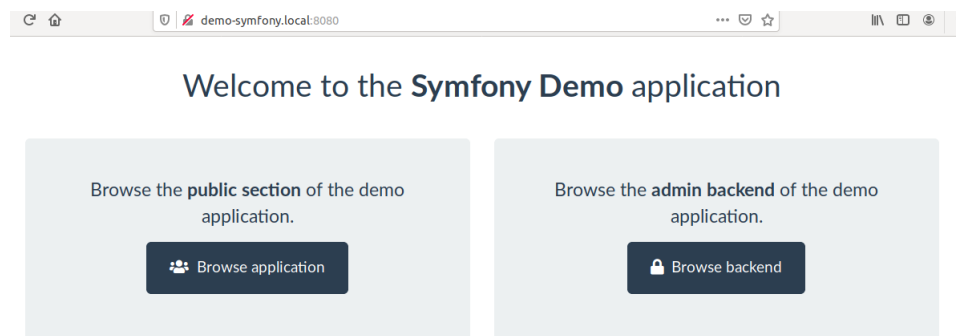 demo-symfony.local:8080
Welcome to the Symfony Demo application
Browse the public section of the demo
application.
Browse application
Browse the admin backend of the demo
application.
Browse backend